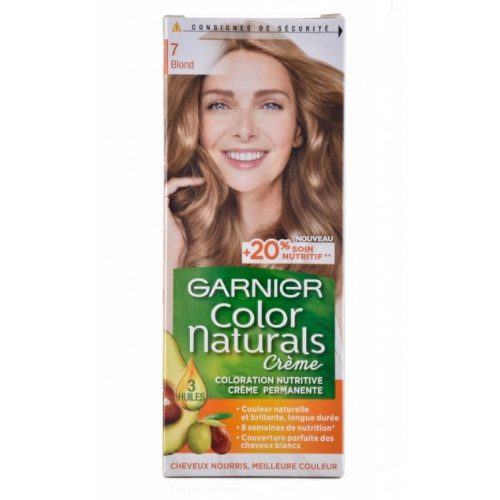 CONSIGNES DE SÉCURITÉ
7
Blond
NOUVEAU
+20% SOIN
NUTRITIF**
GARNIER
Color
Naturals
Crème
COLORATION NUTRITIVE
CRÈME PERMANENTE
3
HUILES
• Couleur naturelle
et brillante, longue durée
• 8 semaines de nutrition*
• Couverture parfaite des
cheveux blancs
CHEVEUX NOURRIS, MEILLEURE COULEUR